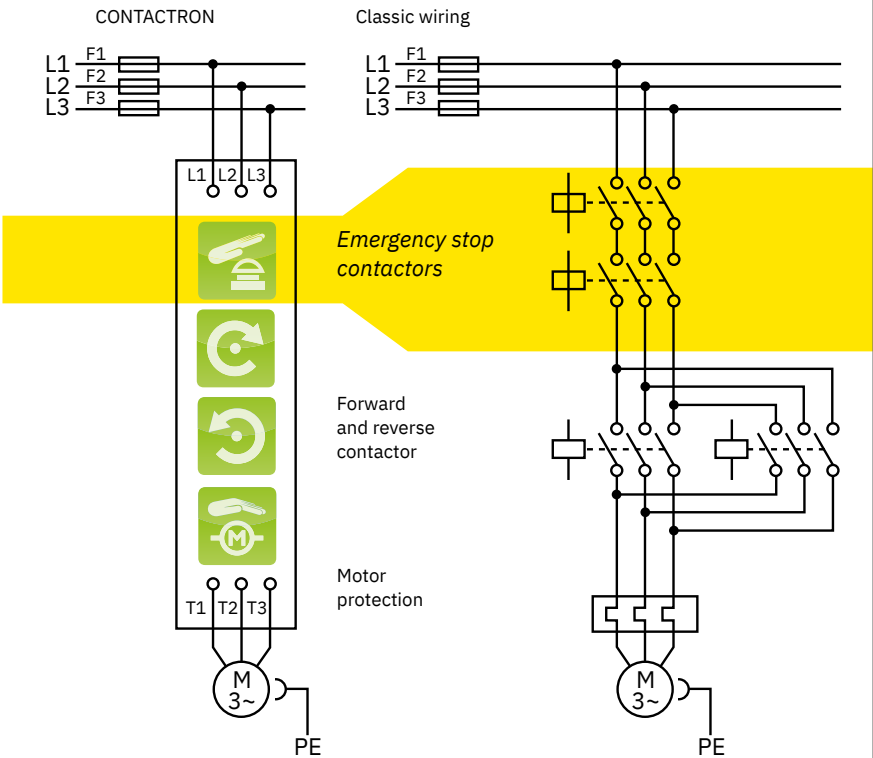 CONTACTRON
Classic wiring
L1 F1
L2 F2
L3 F3
L1 F1
L2 F2
L3 F3
L1 L2 L3
Emergency stop
contactors
Forward
and reverse
contactor
M
Motor
protection
T1 T2 T3
M
3~
PE
M
3~
PE